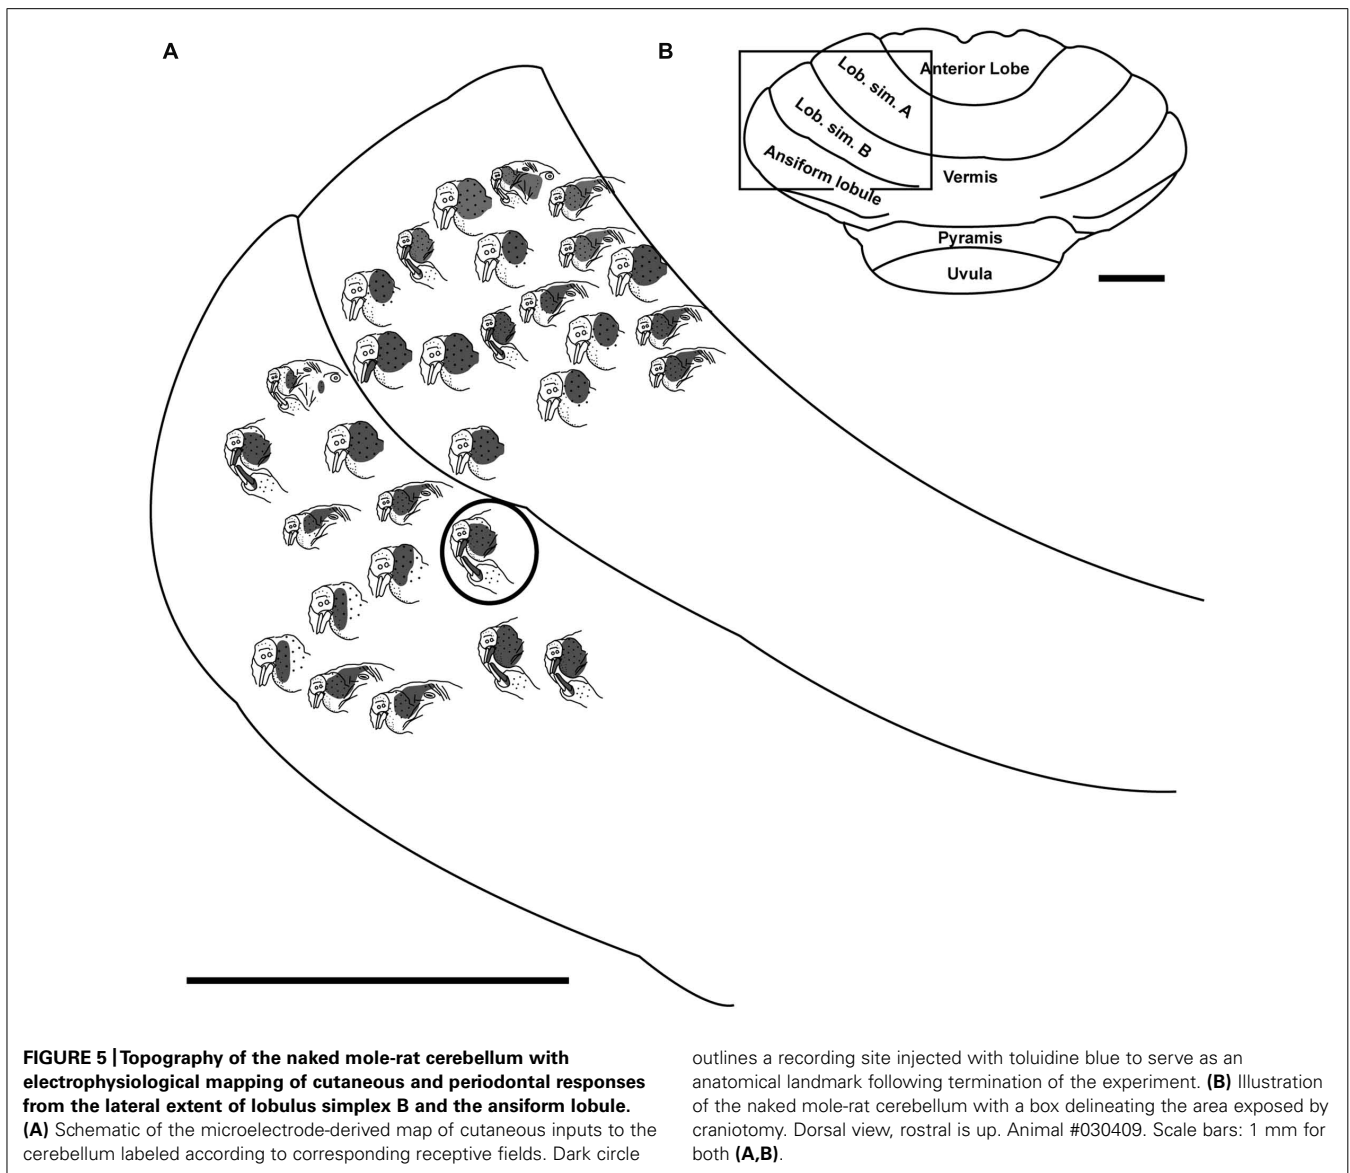 A
B
Anterior Lobe
Lob. sim. A
Lob. sim. B
Ansiform lobule
Vermis
Pyramis
Uvula
FIGURE 5 | Topography of the naked mole-rat cerebellum with
electrophysiological mapping of cutaneous and periodontal responses
from the lateral extent of lobulus simplex B and the ansiform lobule.
(A) Schematic of the microelectrode-derived map of cutaneous inputs to the
cerebellum labeled according to corresponding receptive fields. Dark circle
outlines a recording site injected with toluidine blue to serve as an
anatomical landmark following termination of the experiment. (B) Illustration
of the naked mole-rat cerebellum with a box delineating the area exposed by
craniotomy. Dorsal view, rostral is up. Animal #030409. Scale bars: 1 mm for
both (A,B).